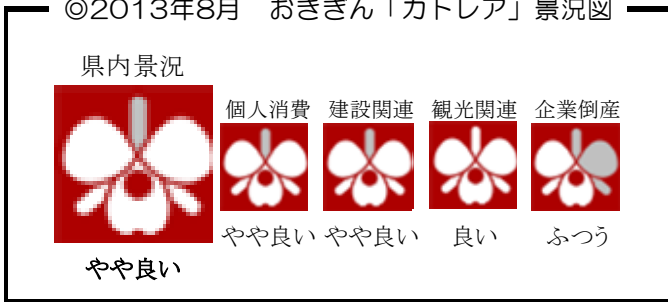 ◎2013年8月　おきぎん「カトレア」景況図
県内景況
個人消費 建設関連 観光関連 企業倒産
やや良い やや良い 良い ふつう
やや良い